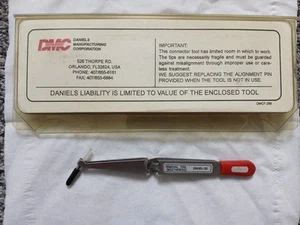 DMC
DANIELS
MANUFACTURING
CORPORATION
526 THORPE RD.
ORLANDO, FL32824, USA
PHONE: 407/855-6161
FAX: 407/855-6884
IMPORTANT:
This connector tool has limited room in which to work.
The tips are necessarily fragile and must be guarded
against misalignment through improper use or care-
less treatment.
WE SUGGEST REPLACING THE ALIGNMENT PIN
PROVIDED WHEN THE TOOL IS NOT IN USE.
DANIELS LIABILITY IS LIMITED TO VALUE OF THE ENCLOSED TOOL